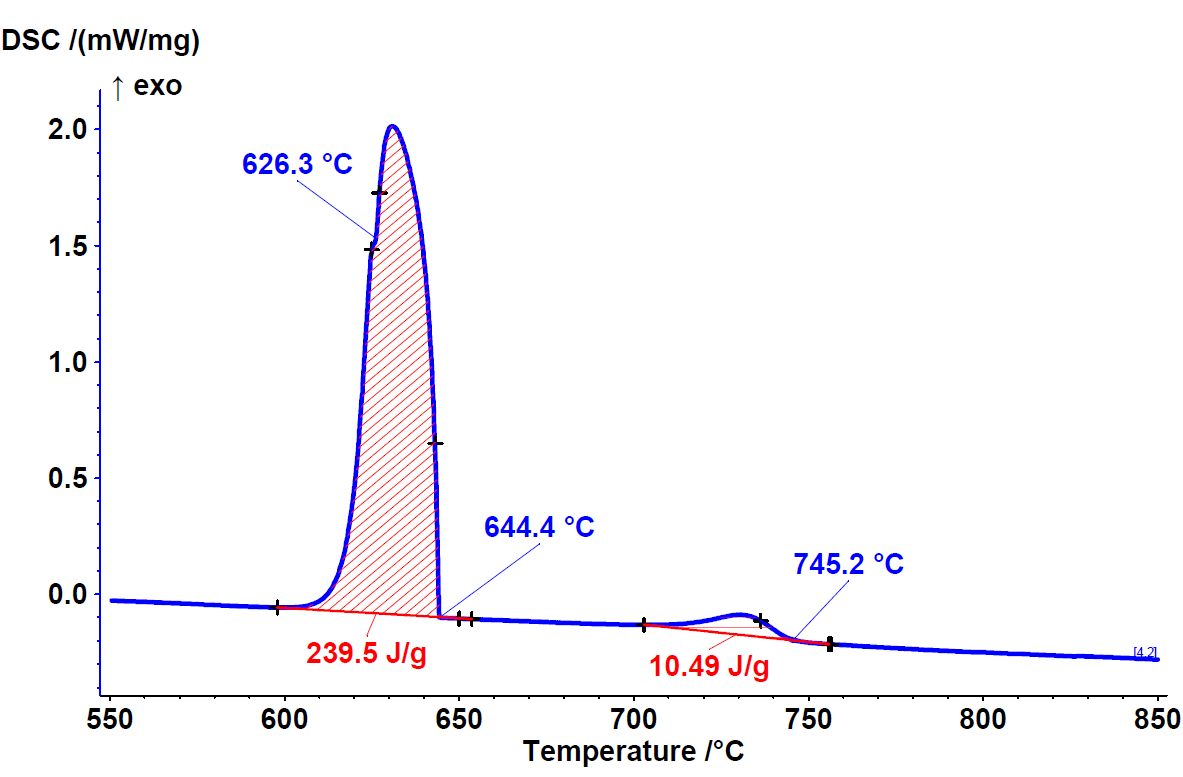 DSC /(mW/mg)
↑ exo
2.0
626.3 °C
1.5
1.0
0.5
644.4 °C
745.2 °C
0.0
239.5 J/g
10.49 J/g
[4.2]
550 600 650 700 750 800 850
Temperature /°C